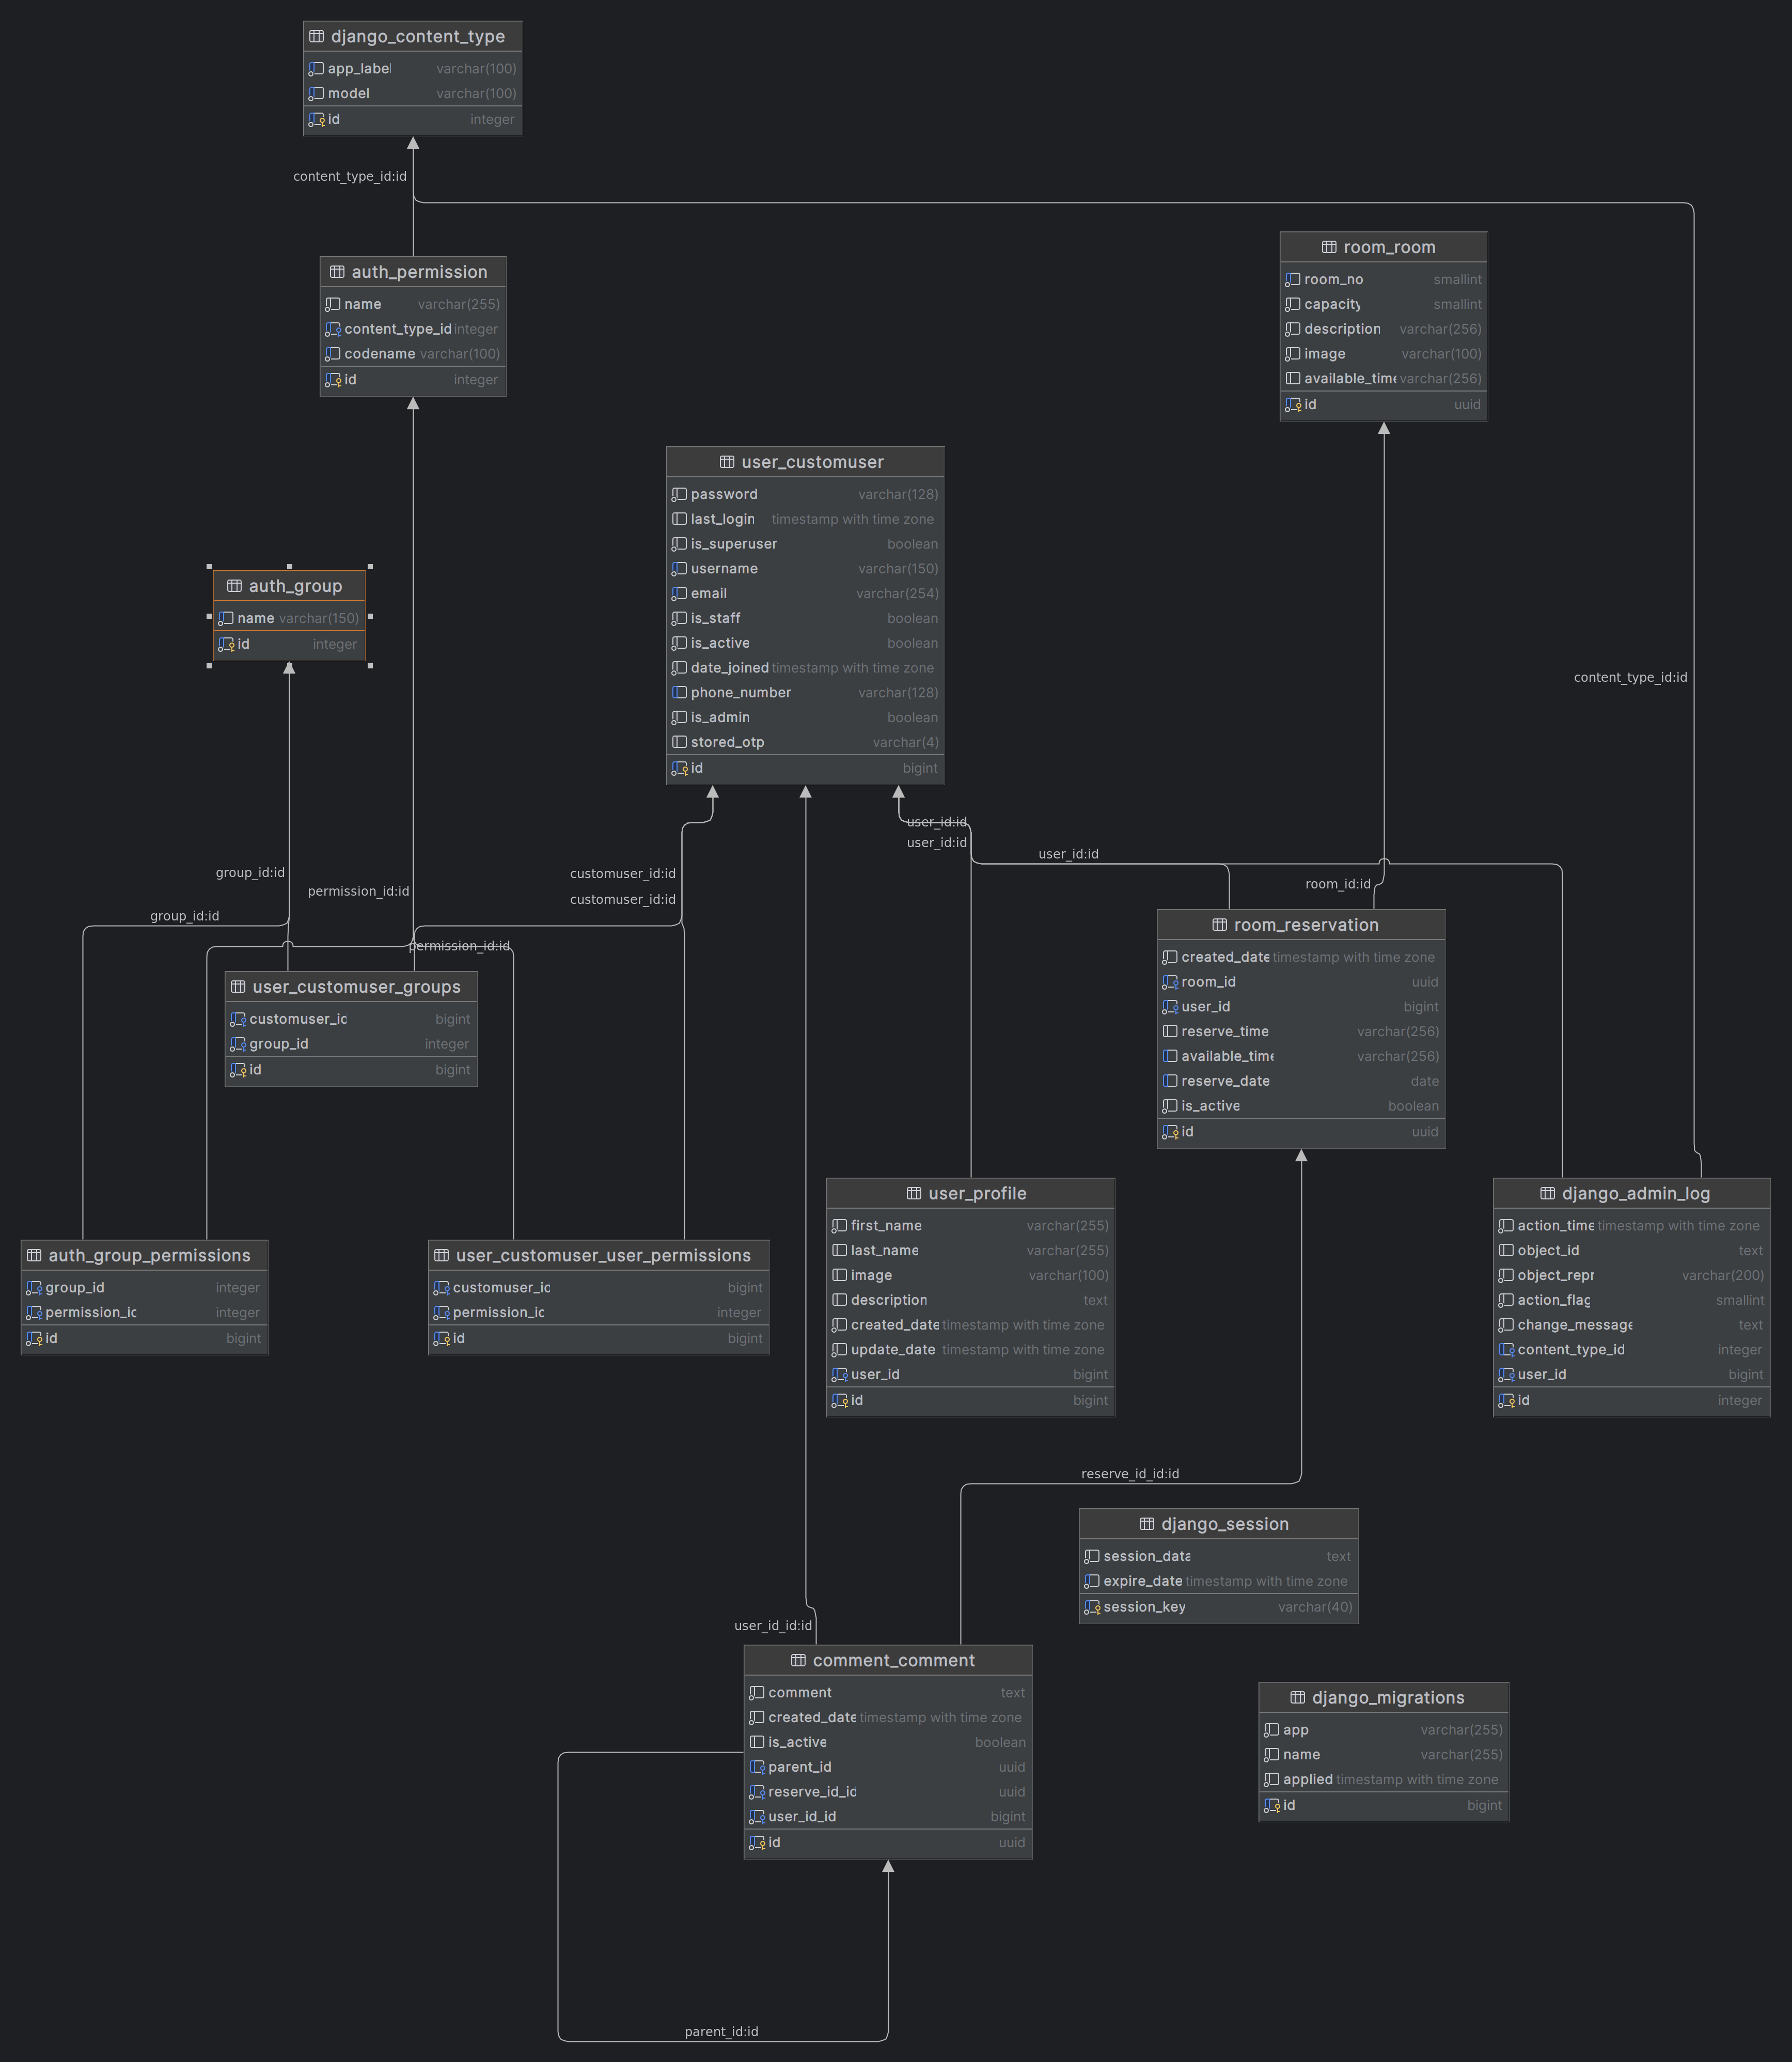 django_content_type
app_label varchar(100)
model varchar(100)
id integer
content_type_id:id
auth_permission
name varchar(255)
content_type_id integer
codename varchar(100)
id integer
room_room
room_no smallint
capacity smallint
description varchar(256)
image varchar(100)
available_time varchar(256)
id uuid
user_customuser
password varchar(128)
last_login timestamp with time zone
is_superuser boolean
username varchar(150)
email varchar(254)
is_staff boolean
is_active boolean
date_joined timestamp with time zone
phone_number varchar(128)
is_admin boolean
stored_otp varchar(4)
id bigint
auth_group
name varchar(150)
id integer
content_type_id:id
user_id:id
user_id:id
user_id:id
group_id:id
customuser_id:id
room_id:id
permission_id:id
customuser_id:id
group_id:id
permission_id:id
room_reservation
created_date timestamp with time zone
room_id uuid
user_id bigint
reserve_time varchar(256)
available_time varchar(256)
reserve_date date
is_active boolean
id uuid
user_customuser_groups
customuser_id bigint
group_id integer
id bigint
auth_group_permissions
group_id integer
permission_id integer
id bigint
user_customuser_user_permissions
customuser_id bigint
permission_id integer
id bigint
user_profile
first_name varchar(255)
last_name varchar(255)
image varchar(100)
description text
created_date timestamp with time zone
update_date timestamp with time zone
user_id bigint
id bigint
django_admin_log
action_time timestamp with time zone
object_id text
object_repr varchar(200)
action_flag smallint
change_message text
content_type_id integer
user_id bigint
id integer
reserve_id_id:id
django_session
session_data text
expire_date timestamp with time zone
session_key varchar(40)
user_id_id:id
comment_comment
comment text
created_date timestamp with time zone
is_active boolean
parent_id uuid
reserve_id_id uuid
user_id_id bigint
id uuid
django_migrations
app varchar(255)
name varchar(255)
applied timestamp with time zone
id bigint
parent_id:id